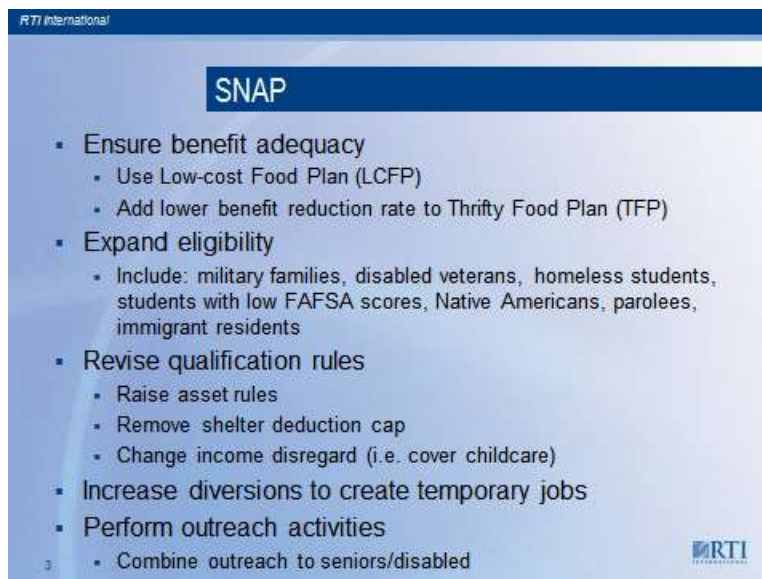 RTI International
SNAP
▪ Ensure benefit adequacy
▪ Use Low-cost Food Plan (LCFP)
▪ Add lower benefit reduction rate to Thrifty Food Plan (TFP)
▪ Expand eligibility
▪ Include: military families, disabled veterans, homeless students,
students with low FAFSA scores, Native Americans, parolees,
immigrant residents
▪ Revise qualification rules
▪ Raise asset rules
▪ Remove shelter deduction cap
▪ Change income disregard (i.e. cover childcare)
▪ Increase diversions to create temporary jobs
▪ Perform outreach activities
▪ Combine outreach to seniors/disabled
3
RTI
INTERNATIONAL